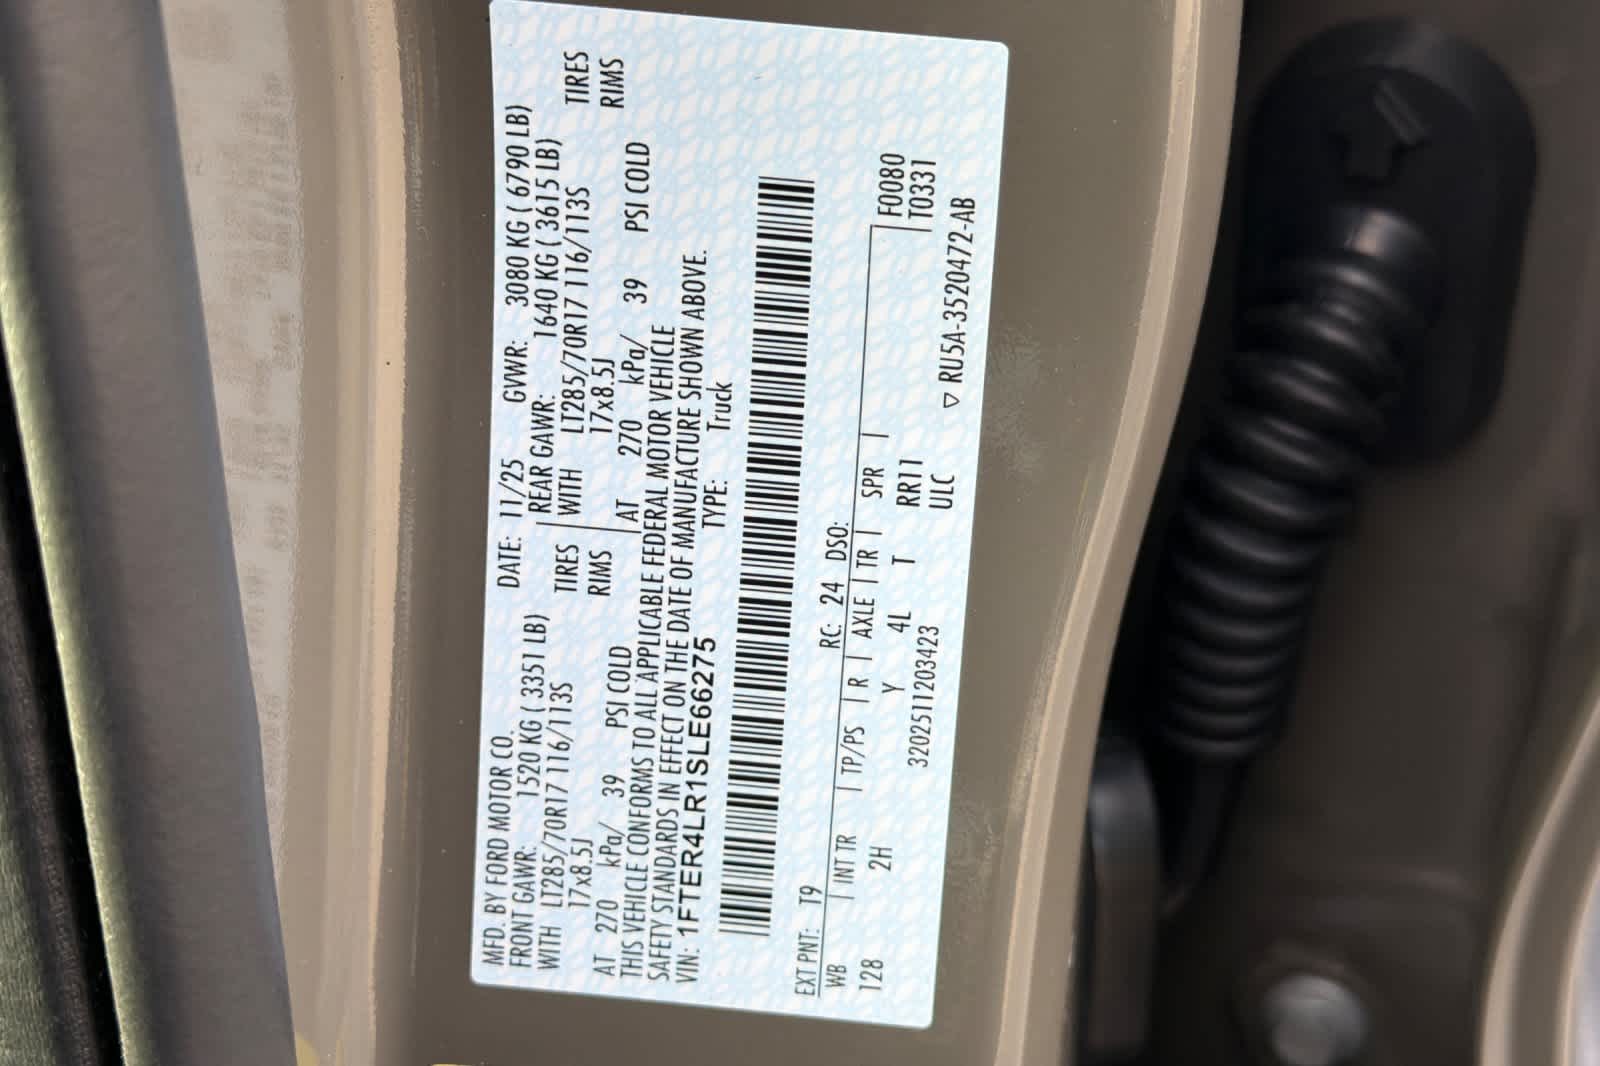 MFD. BY FORD MOTOR CO. DATE: 11/25 GVWR: 3080 KG ( 6790 LB)
FRONT GAWR: 1520 KG ( 3351 LB) REAR GAWR: 1640 KG ( 3615 LB)
WITH LT285/70R17 116/113S TIRES WITH LT285/70R17 116/113S TIRES
17x8.5J RIMS 17x8.5J RIMS
AT 270 kPa/ 39 PSI COLD AT 270 kPa/ 39 PSI COLD
THIS VEHICLE CONFORMS TO ALL APPLICABLE FEDERAL MOTOR VEHICLE
SAFETY STANDARDS IN EFFECT ON THE DATE OF MANUFACTURE SHOWN ABOVE.
VIN: 1FTER4LR1SLE66275 TYPE: Truck
EXT PNT: T9 RC: 24 DSO: F0080
WB INT TR TP/PS R AXLE TR SPR T0331
128 2H Y 4L T RR11
320251203423 ULC ▽ RU5A-3520472-AB